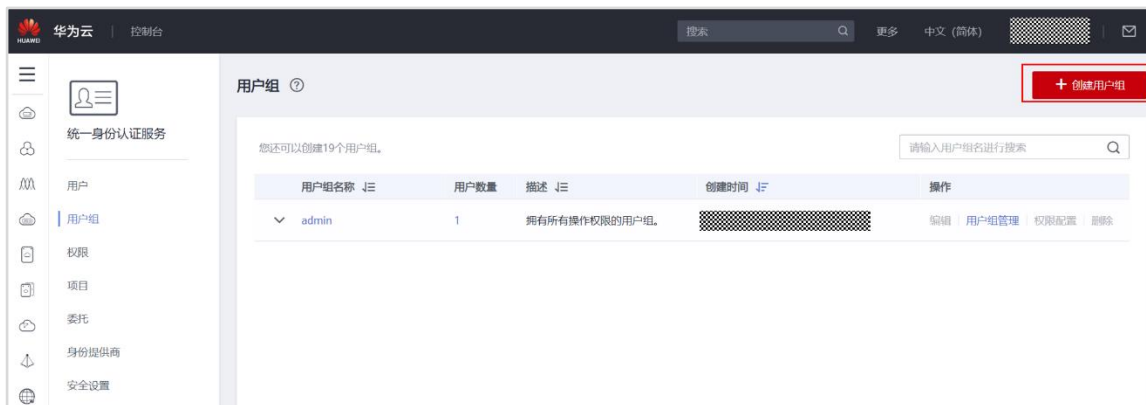 HUAWEI 华为云 | 控制台 搜索 更多 中文 (简体)
用户组 ?
+ 创建用户组
统一身份认证服务
您还可以创建19个用户组。
请输入用户组名进行搜索
用户
用户组
权限
项目
委托
身份提供商
安全设置
用户组名称 用户数量 描述 创建时间 操作
admin 1 拥有所有操作权限的用户组。 编辑 | 用户组管理 | 权限配置 | 删除